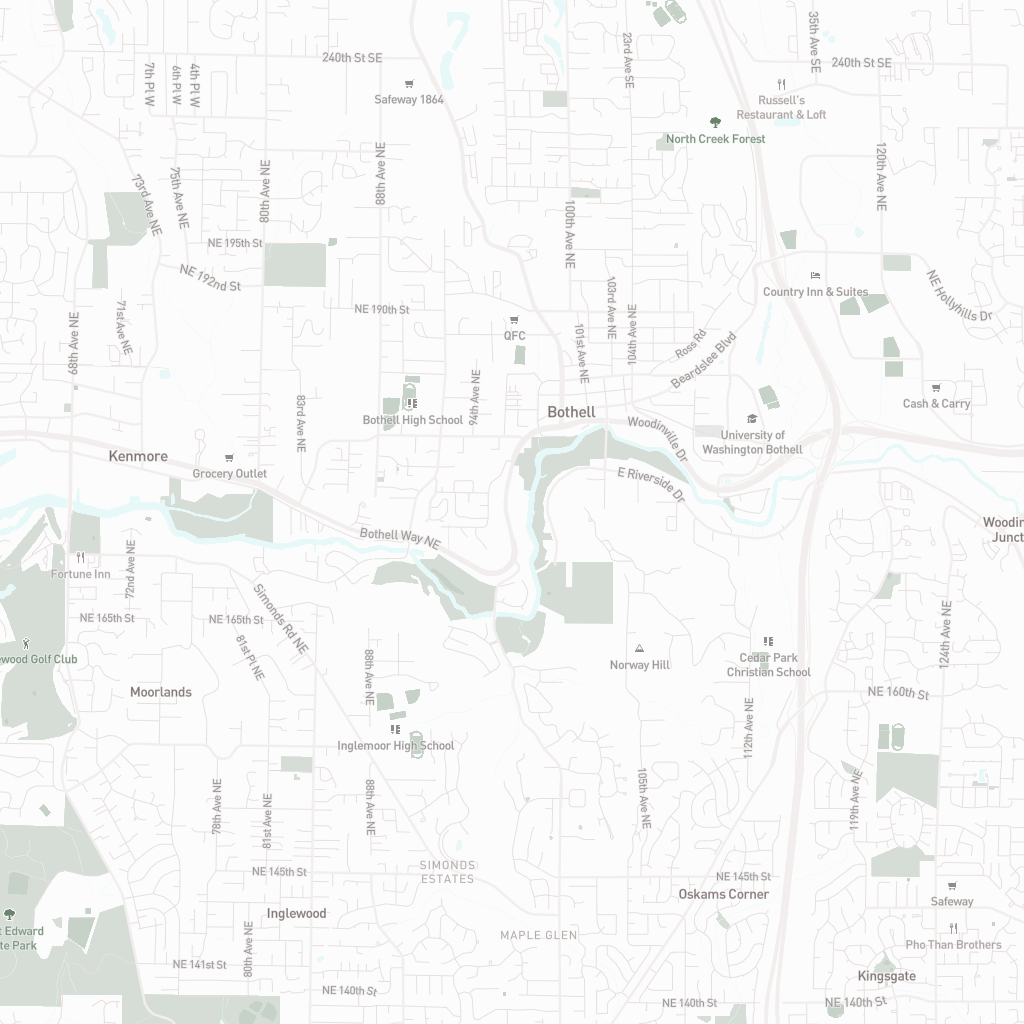 240th St SE
7th Pl W
6th Pl W
4th Pl W
Safeway 1864
23rd Ave SE
35th Ave SE
240th St SE
Russell's
Restaurant & Loft
North Creek Forest
120th Ave NE
73rd Ave NE
75th Ave NE
80th Ave NE
88th Ave NE
100th Ave NE
NE 195th St
NE 192nd St
Country Inn & Suites
NE Hollyhills Dr
71st Ave NE
68th Ave NE
NE 190th St
QFC
103rd Ave NE
104th Ave NE
101st Ave NE
Ross Rd
Beardslee Blvd
94th Ave NE
83rd Ave NE
Bothell High School
Bothell
Woodinville Dr
University of
Washington Bothell
Cash & Carry
Kenmore
Grocery Outlet
E Riverside Dr
Bothell Way NE
Woodin
Junct
Fortune Inn
72nd Ave NE
NE 165th St
NE 165th St
Simonds Rd NE
81st Pl NE
88th Ave NE
124th Ave NE
ewood Golf Club
Norway Hill
Cedar Park
Christian School
Moorlands
NE 160th St
112th Ave NE
Inglemoor High School
78th Ave NE
81st Ave NE
88th Ave NE
105th Ave NE
119th Ave NE
NE 145th St
SIMONDS
ESTATES
NE 145th St
Oskams Corner
Safeway
Inglewood
t Edward
te Park
80th Ave NE
MAPLE GLEN
Pho Than Brothers
NE 141st St
Kingsgate
NE 140th St
NE 140th St
NE 140th St